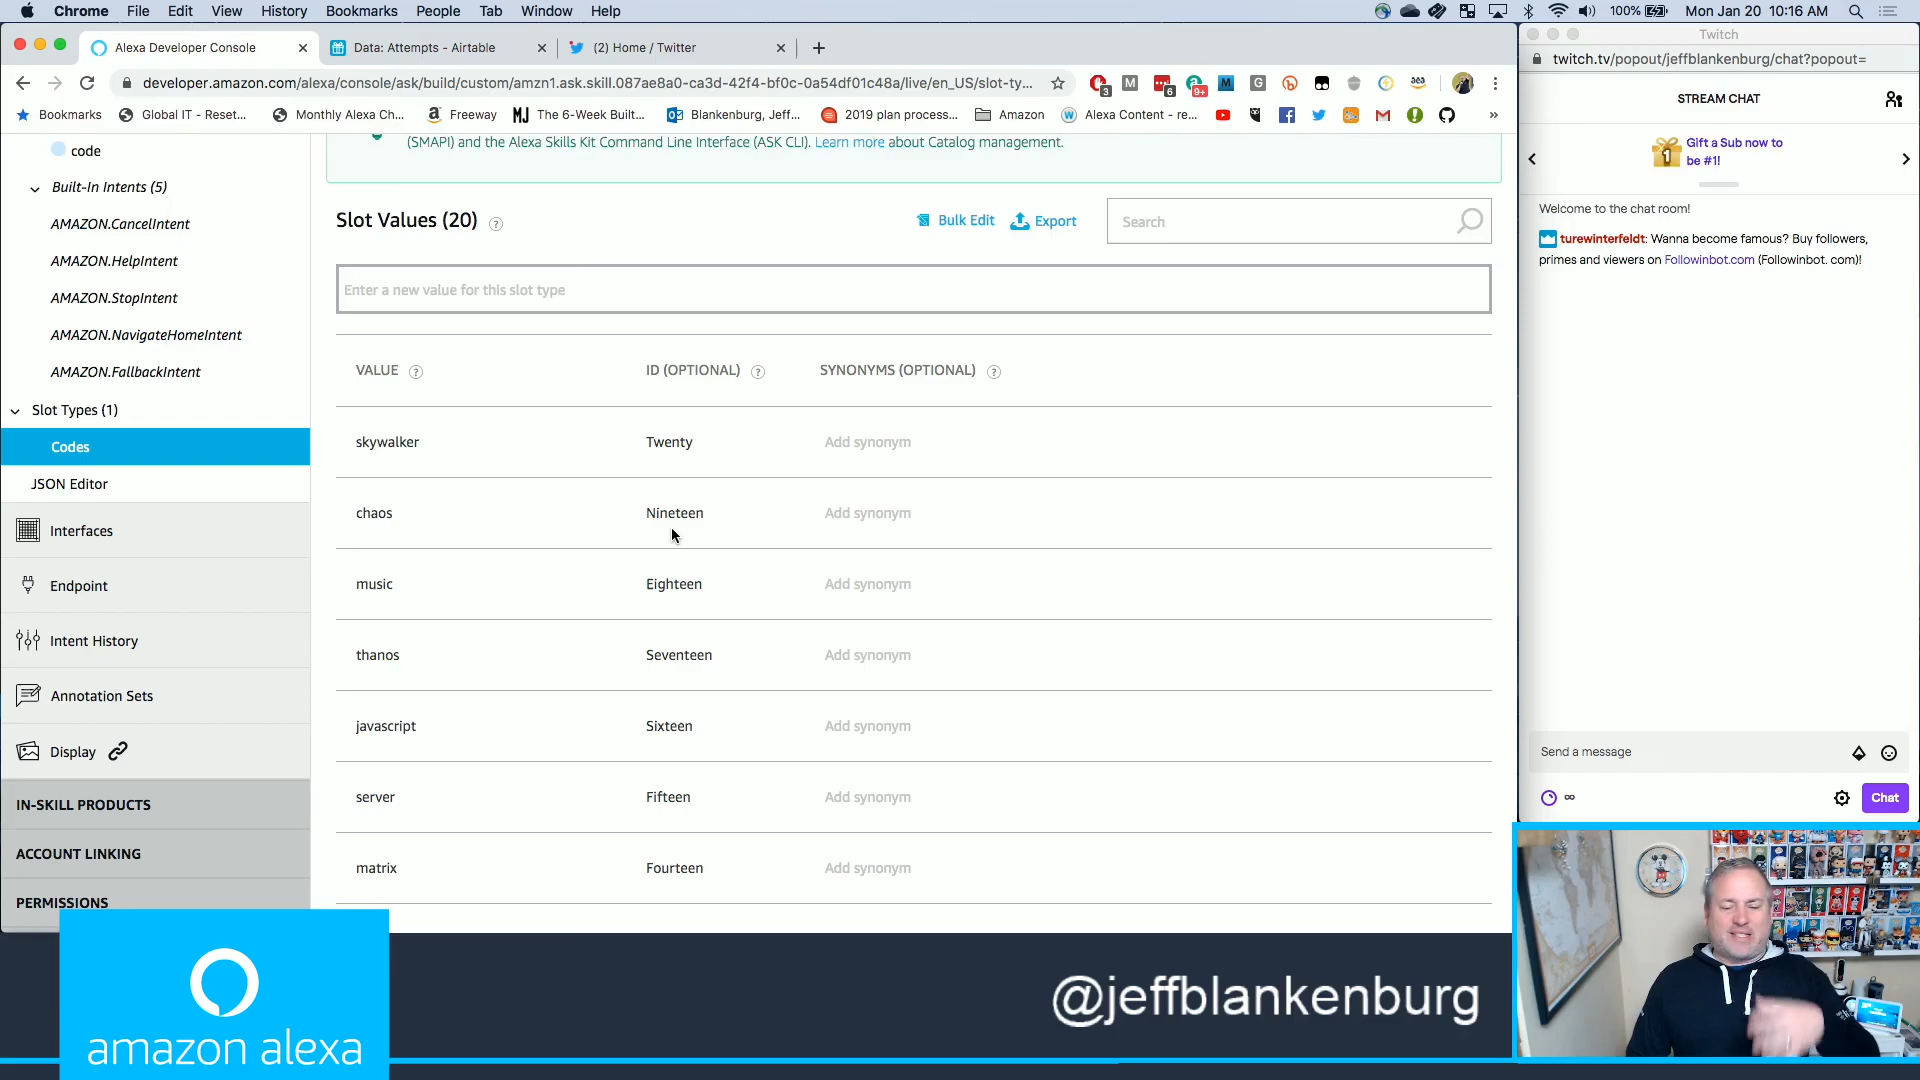 Chrome File Edit View History Bookmarks People Tab Window Help 100% Mon Jan 20 10:16 AM
Alexa Developer Console Data: Attempts - Airtable (2) Home / Twitter
developer.amazon.com/alexa/console/ask/build/custom/amzn1.ask.skill.087ae8a0-ca3d-42f4-bf0c-0a54df01c48a/live/en_US/slot-ty...
Bookmarks Global IT - Reset... Monthly Alexa Ch... Freeway The 6-Week Built... Blankenburg, Jeff... 2019 plan process... Amazon Alexa Content - re...
(SMAPI) and the Alexa Skills Kit Command Line Interface (ASK CLI). Learn more about Catalog management.
code
Built-In Intents (5)
AMAZON.CancelIntent
AMAZON.HelpIntent
AMAZON.StopIntent
AMAZON.NavigateHomeIntent
AMAZON.FallbackIntent
Slot Types (1)
Codes
JSON Editor
Interfaces
Endpoint
Intent History
Annotation Sets
Display
IN-SKILL PRODUCTS
ACCOUNT LINKING
PERMISSIONS
Slot Values (20) Bulk Edit Export Search
Enter a new value for this slot type
VALUE ID (OPTIONAL) SYNONYMS (OPTIONAL)
skywalker Twenty Add synonym
chaos Nineteen Add synonym
music Eighteen Add synonym
thanos Seventeen Add synonym
javascript Sixteen Add synonym
server Fifteen Add synonym
matrix Fourteen Add synonym
Twitch
twitch.tv/popout/jeffblankenburg/chat?popout=
STREAM CHAT
Gift a Sub now to
be #1!
Welcome to the chat room!
turewinterfeldt: Wanna become famous? Buy followers,
primes and viewers on Followinbot.com (Followinbot. com)!
Send a message
Chat
amazon alexa
@jeffblankenburg